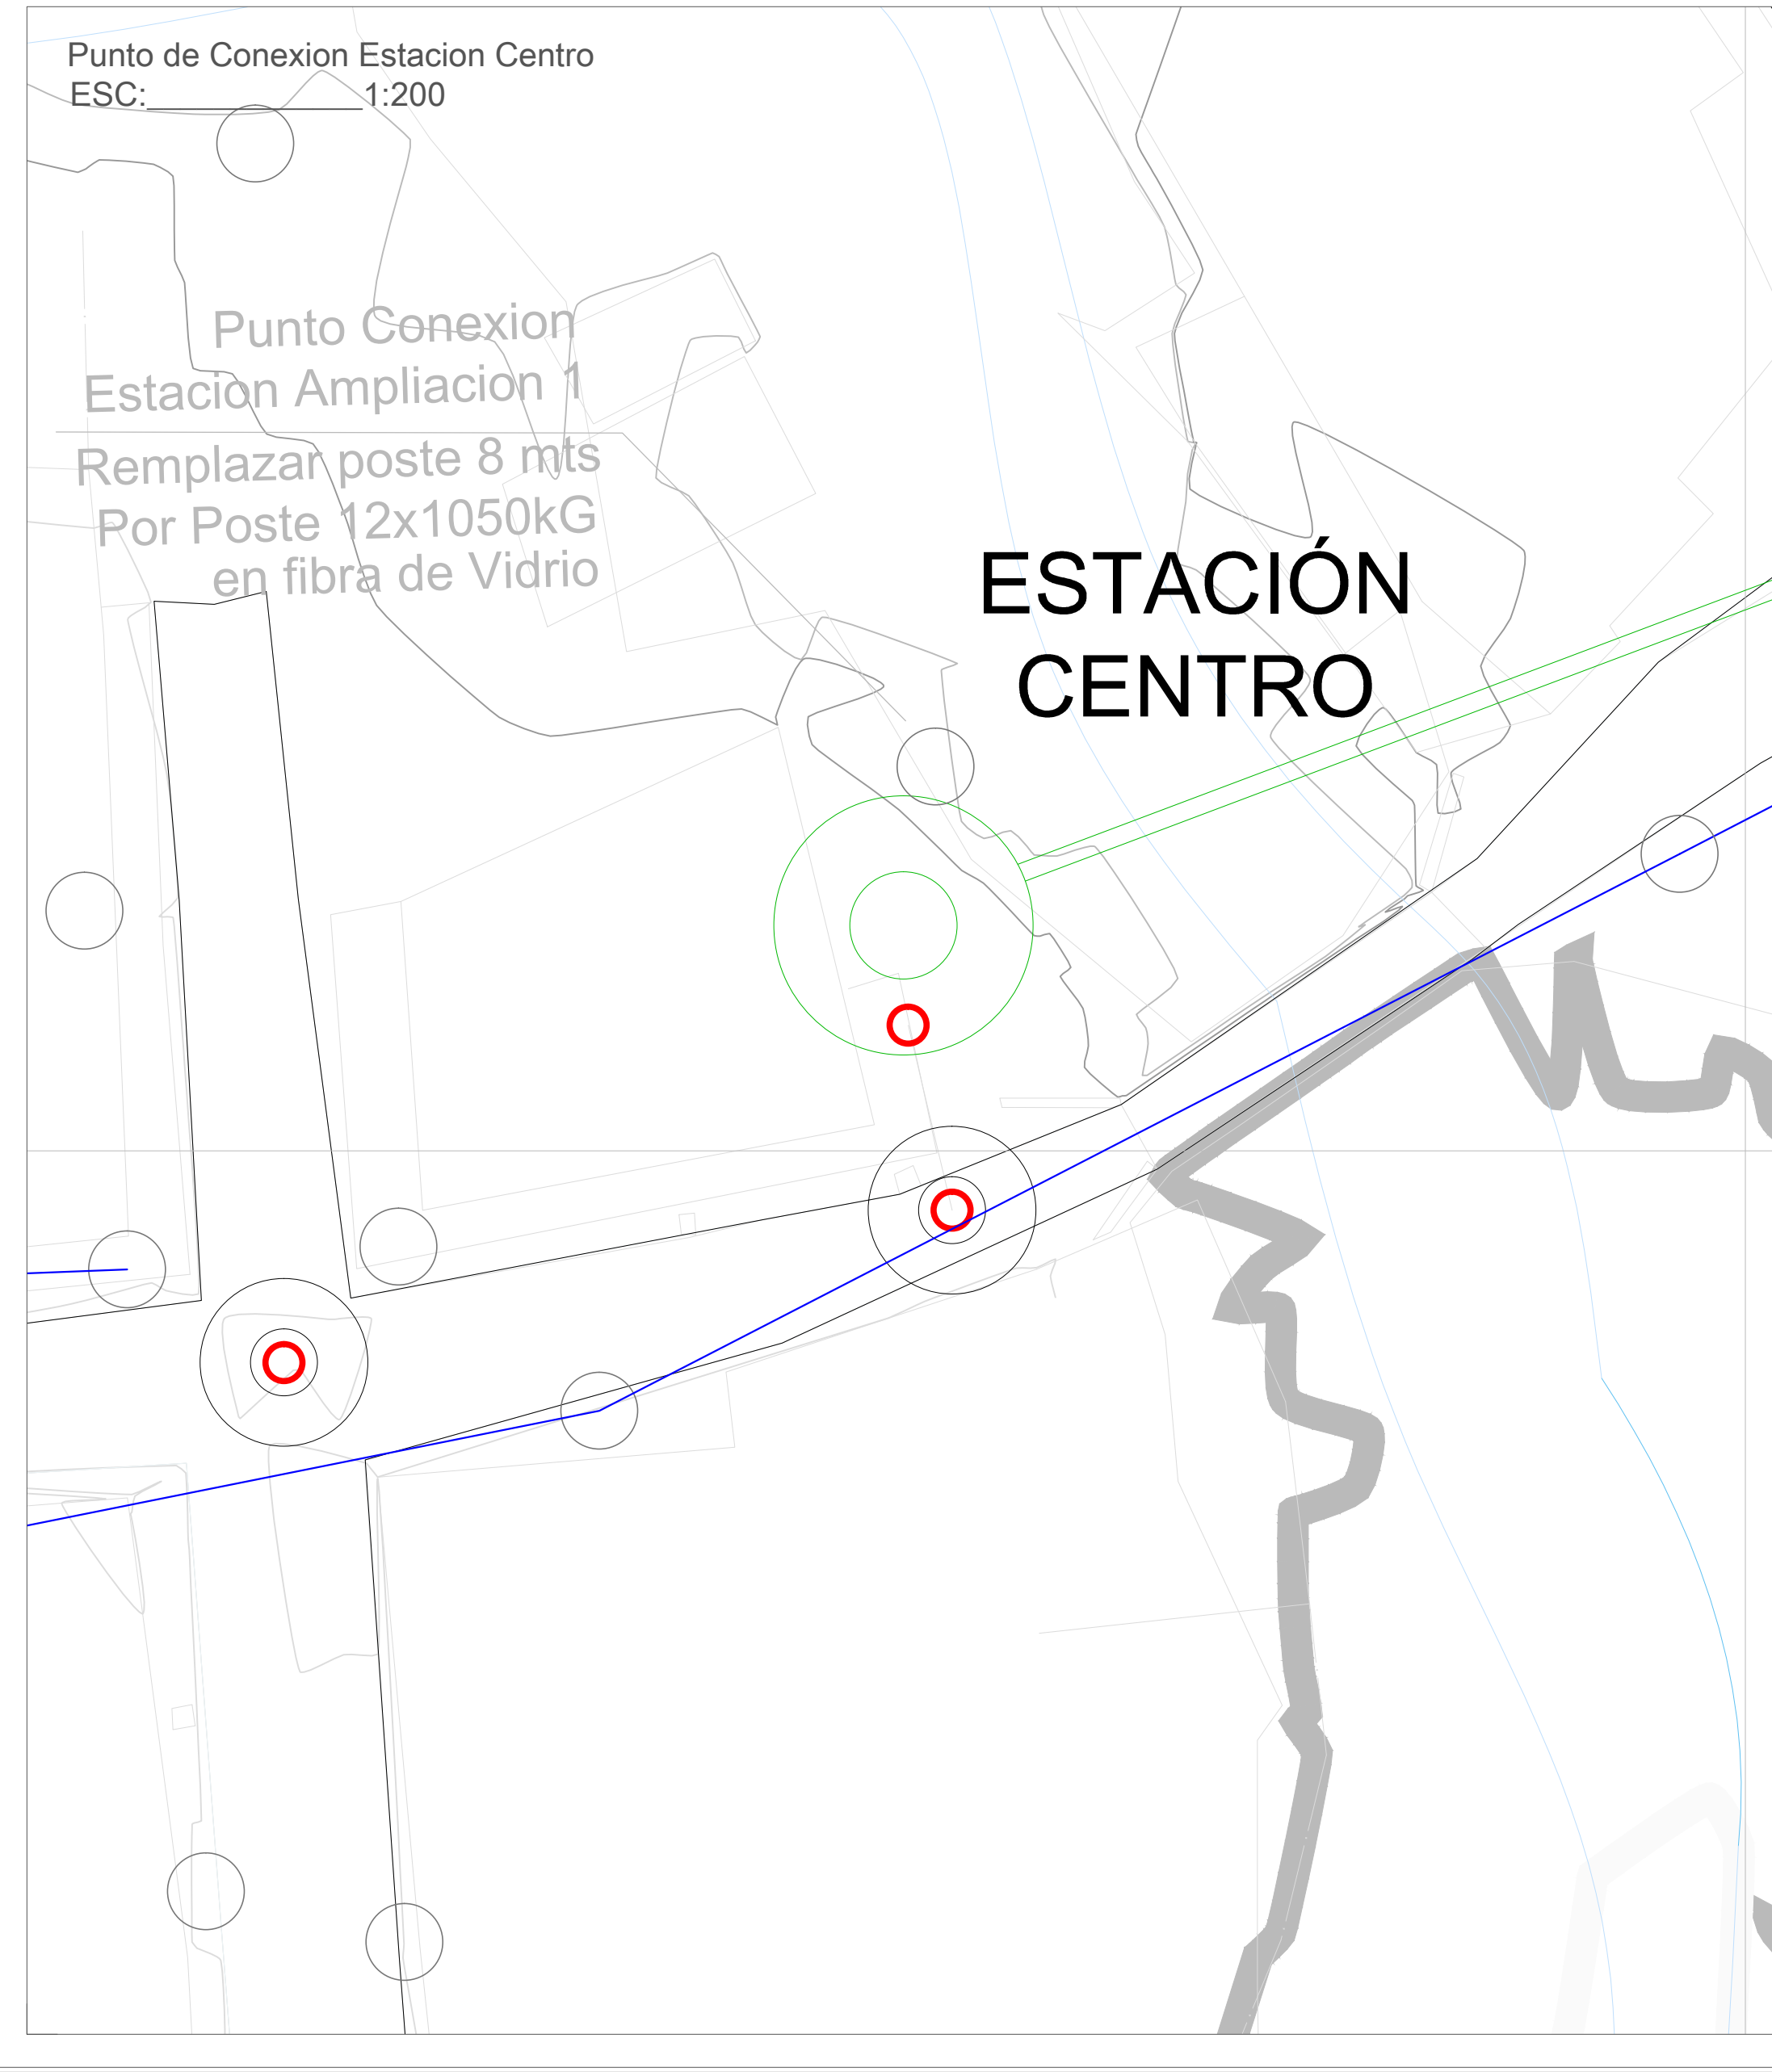 Punto de Conexion Estacion Centro
ESC:____________1:200
Punto Conexion
Estacion Ampliacion 1
Remplazar poste 8 mts
Por Poste 12x1050kG
en fibra de Vidrio
ESTACIÓN
CENTRO